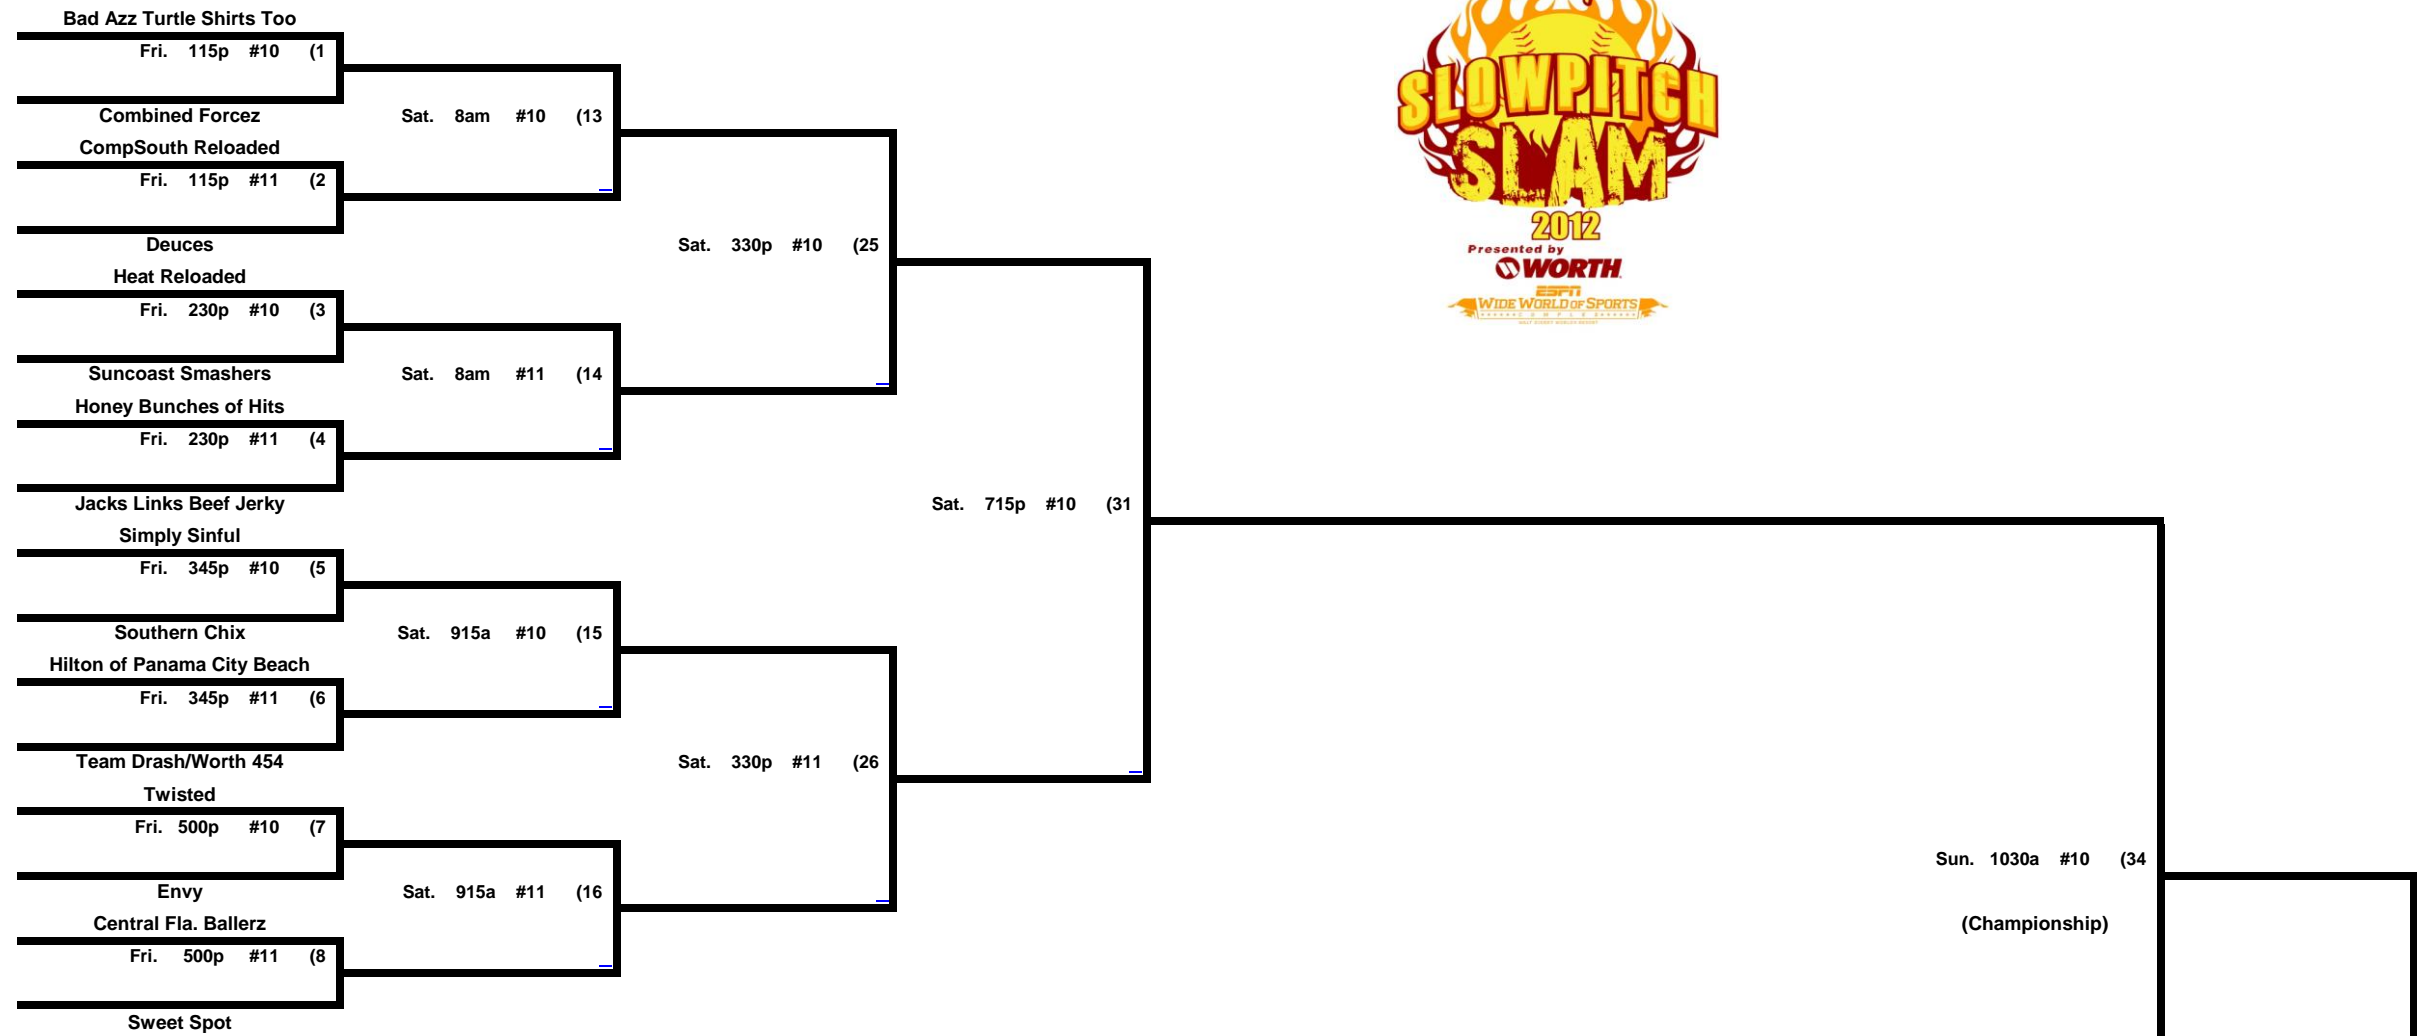 Bad Azz Turtle Shirts Too
Fri. 115p #10 (1
Combined Forcez
Sat. 8am #10 (13
CompSouth Reloaded
Fri. 115p #11 (2
Deuces
Sat. 330p #10 (25
Heat Reloaded
Fri. 230p #10 (3
Suncoast Smashers
Sat. 8am #11 (14
Honey Bunches of Hits
Fri. 230p #11 (4
Jacks Links Beef Jerky
Sat. 715p #10 (31
Simply Sinful
Fri. 345p #10 (5
Southern Chix
Sat. 915a #10 (15
Hilton of Panama City Beach
Fri. 345p #11 (6
Team Drash/Worth 454
Sat. 330p #11 (26
Twisted
Fri. 500p #10 (7
Envy
Sat. 915a #11 (16
Central Fla. Ballerz
Fri. 500p #11 (8
Sweet Spot
Sun. 1030a #10 (34
(Championship)
SLOWPITCH
SLAM
2012
Presented by
WORTH
ESPN
WIDE WORLD OF SPORTS
COMPLEX